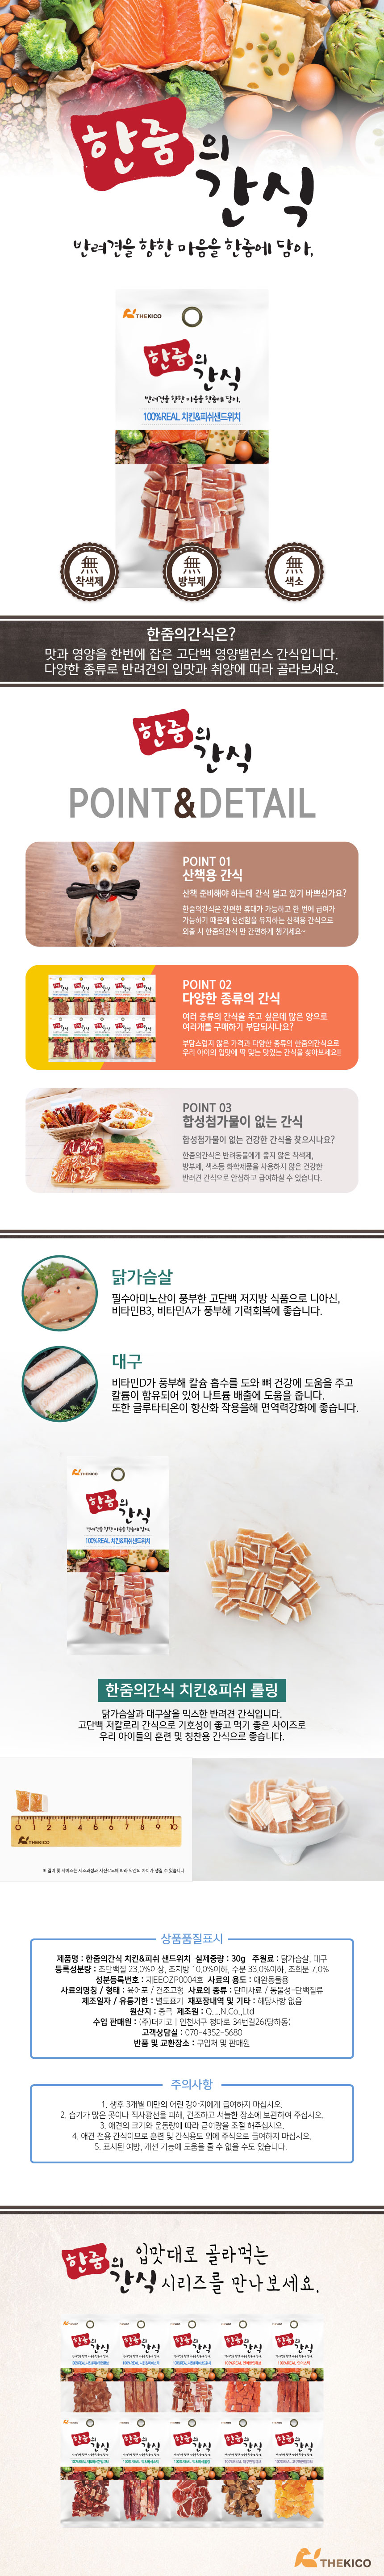 한줌의
간식
반려견을 향한 마음을 한줌에 담아,
THEKICO
한줌의
간식
반려견을 향한 마음을 한줌에 담아,
100%REAL 치킨&피쉬샌드위치
無
착색제
無
방부제
無
색소
한줌의간식은?
맛과 영양을 한번에 잡은 고단백 영양밸런스 간식입니다.
다양한 종류로 반려견의 입맛과 취양에 따라 골라보세요.
한줌의
간식
POINT&DETAIL
POINT 01
산책용 간식
산책 준비해야 하는데 간식 덜고 있기 바쁘신가요?
한줌의간식은 간편한 휴대가 가능하고 한 번에 급여가
가능하기 때문에 신선함을 유지하는 산책용 간식으로
외출 시 한줌의간식 만 간편하게 챙기세요~
POINT 02
다양한 종류의 간식
여러 종류의 간식을 주고 싶은데 많은 양으로
여러개를 구매하기 부담되시나요?
부담스럽지 않은 가격과 다양한 종류의 한줌의간식으로
우리 아이의 입맛에 딱 맞는 맛있는 간식을 찾아보세요!!
POINT 03
합성첨가물이 없는 간식
합성첨가물이 없는 건강한 간식을 찾으시나요?
한줌의간식은 반려동물에게 좋지 않은 착색제,
방부제, 색소등 화학제품을 사용하지 않은 건강한
반려견 간식으로 안심하고 급여하실 수 있습니다.
닭가슴살
필수아미노산이 풍부한 고단백 저지방 식품으로 니아신,
비타민B3, 비타민A가 풍부해 기력회복에 좋습니다.
대구
비타민D가 풍부해 칼슘 흡수를 도와 뼈 건강에 도움을 주고
칼륨이 함유되어 있어 나트륨 배출에 도움을 줍니다.
또한 글루타티온이 항산화 작용을해 면역력강화에 좋습니다.
THEKICO
한줌의
간식
반려견을 향한 마음을 한줌에 담아,
100%REAL 치킨&피쉬샌드위치
한줌의간식 치킨&피쉬 롤링
닭가슴살과 대구살을 믹스한 반려견 간식입니다.
고단백 저칼로리 간식으로 기호성이 좋고 먹기 좋은 사이즈로
우리 아이들의 훈련 및 칭찬용 간식으로 좋습니다.
0 1 2 3 4 5 6 7 8 9 10
THEKICO
※ 길이 및 사이즈는 제조과정과 사진각도에 따라 약간의 차이가 생길 수 있습니다.
상품품질표시
제품명 : 한줌의간식 치킨&피쉬 샌드위치 실제중량 : 30g 주원료 : 닭가슴살, 대구
등록성분량 : 조단백질 23.0%이상, 조지방 10.0%이하, 수분 33.0%이하, 조회분 7.0%
성분등록번호 : 제EEOZP0004호 사료의 용도 : 애완동물용
사료의명칭 / 형태 : 육어포 / 건조고형 사료의 종류 : 단미사료 / 동물성-단백질류
제조일자 / 유통기한 : 별도표기 재포장내역 및 기타 : 해당사항 없음
원산지 : 중국 제조원 : Q.L.N.Co.,Ltd
수입 판매원 : (주)더키코 | 인천서구 청마로 34번길26(당하동)
고객상담실 : 070-4352-5680
반품 및 교환장소 : 구입처 및 판매원
주의사항
1. 생후 3개월 미만의 어린 강아지에게 급여하지 마십시오.
2. 습기가 많은 곳이나 직사광선을 피해, 건조하고 서늘한 장소에 보관하여 주십시오.
3. 애견의 크기와 운동량에 따라 급여량을 조절 해주십시오.
4. 애견 전용 간식이므로 훈련 및 간식용도 외에 주식으로 급여하지 마십시오.
5. 표시된 예방, 개선 기능에 도움을 줄 수 없을 수도 있습니다.
한줌의 간식 입맛대로 골라먹는
시리즈를 만나보세요.
THEKICO